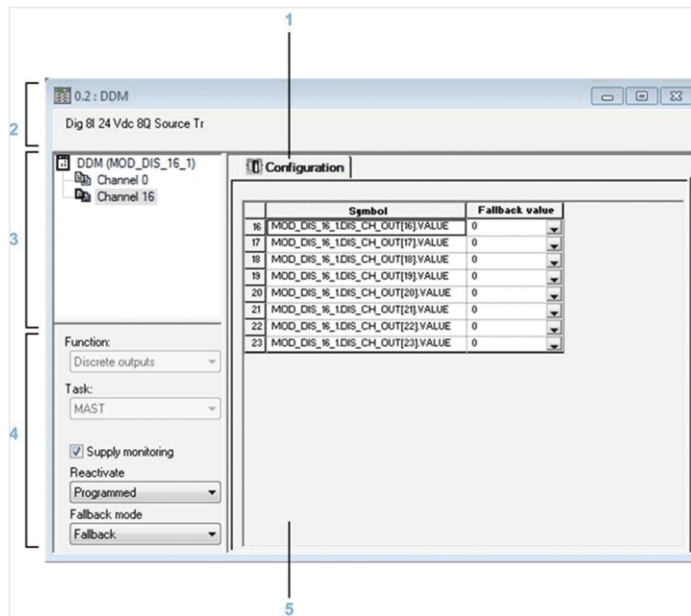 1
0.2 : DDM
2
Dig 8I 24 Vdc 8Q Source Tr
DDM (MOD_DIS_16_1)
Channel 0
Channel 16
3
Configuration
Symbol Fallback value
16 MOD_DIS_16_1.DIS_CH_OUT[16].VALUE 0
17 MOD_DIS_16_1.DIS_CH_OUT[17].VALUE 0
18 MOD_DIS_16_1.DIS_CH_OUT[18].VALUE 0
19 MOD_DIS_16_1.DIS_CH_OUT[19].VALUE 0
20 MOD_DIS_16_1.DIS_CH_OUT[20].VALUE 0
21 MOD_DIS_16_1.DIS_CH_OUT[21].VALUE 0
22 MOD_DIS_16_1.DIS_CH_OUT[22].VALUE 0
23 MOD_DIS_16_1.DIS_CH_OUT[23].VALUE 0
Function:
Discrete outputs
Task:
MAST
4
Supply monitoring
Reactivate
Programmed
Fallback mode
Fallback
5